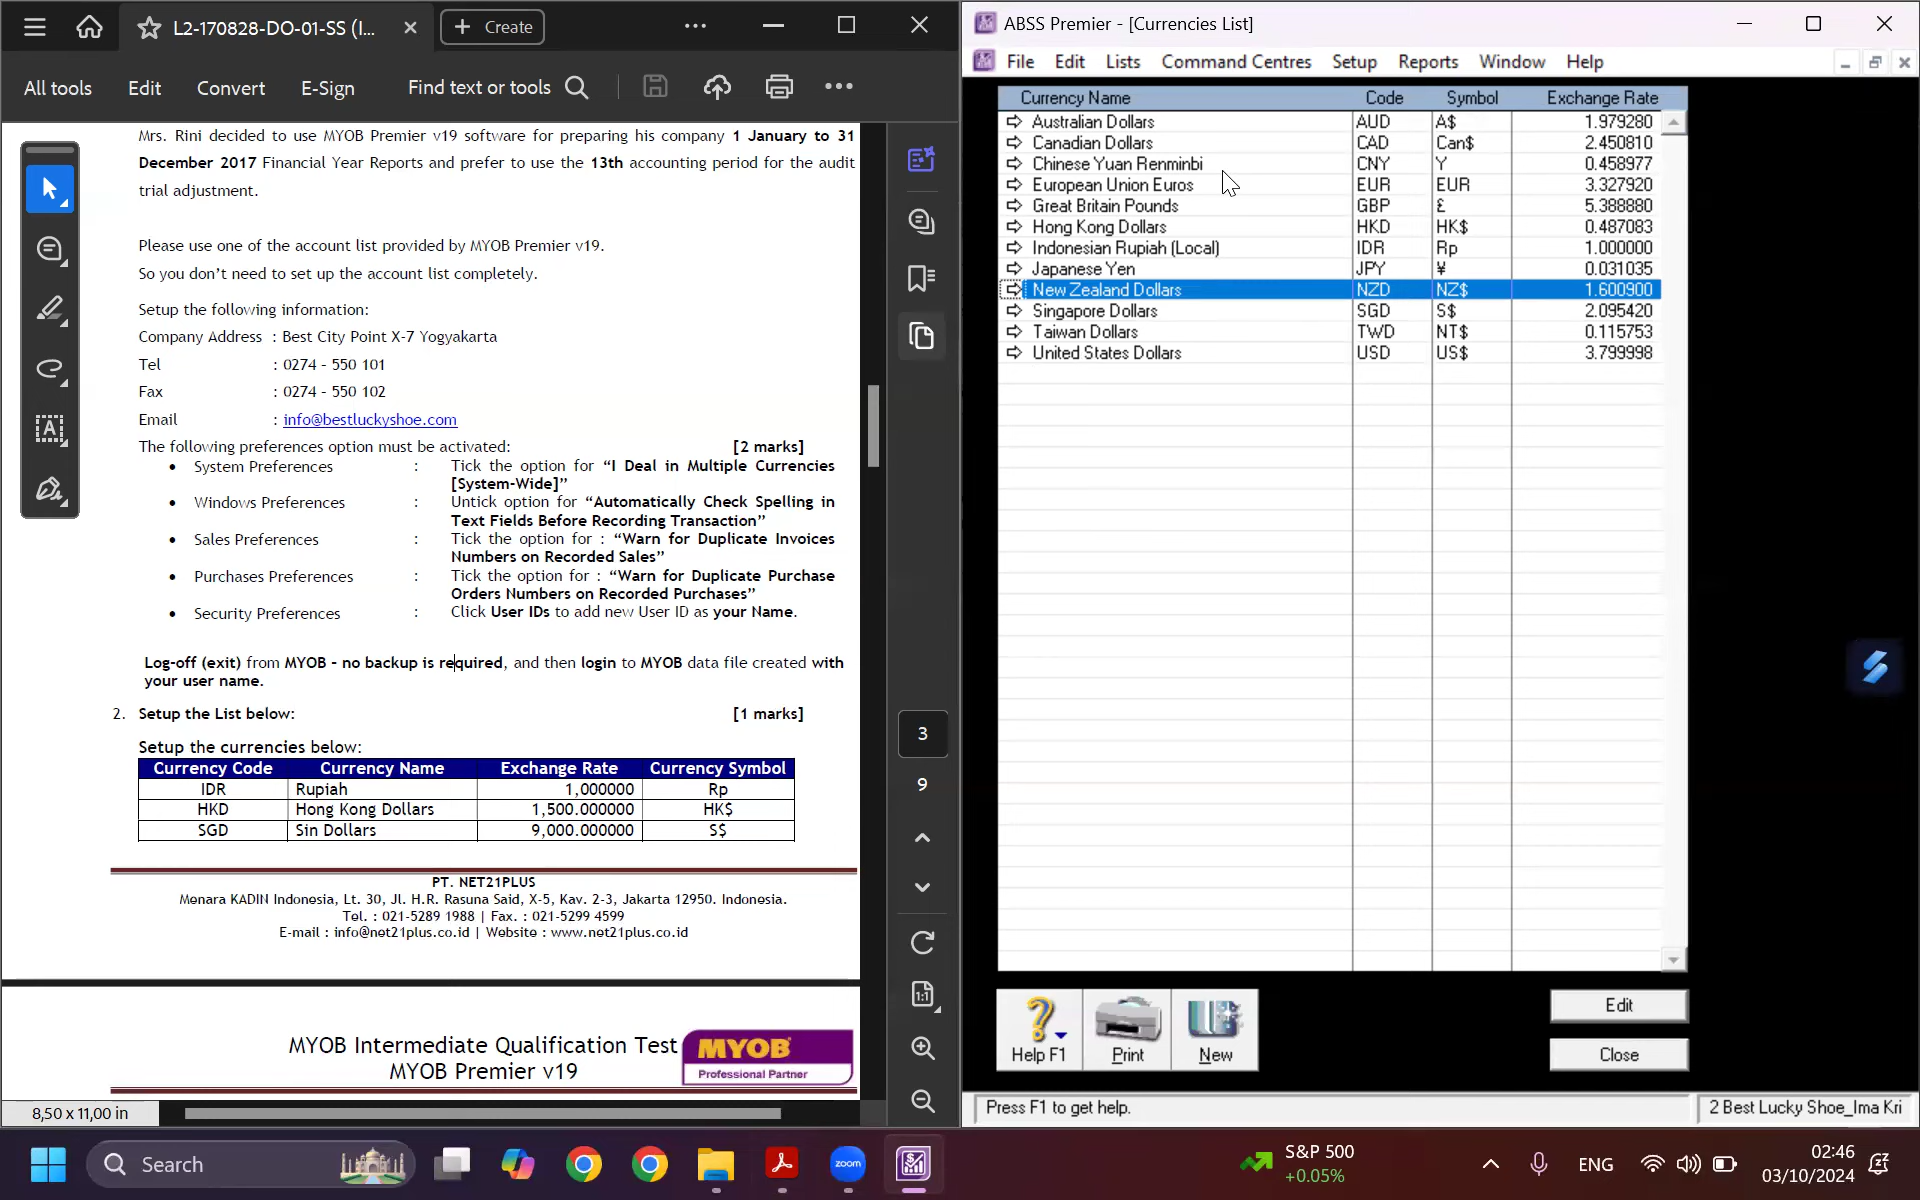 L2-170828-DO-01-SS (I...
Create
All tools
Edit
Convert
E-Sign
Find text or tools
Mrs. Rini decided to use MYOB Premier v19 software for preparing his company 1 January to 31
December 2017 Financial Year Reports and prefer to use the 13th accounting period for the audit
trial adjustment.
Please use one of the account list provided by MYOB Premier v19.
So you don't need to set up the account list completely.
Setup the following information:
Company Address : Best City Point X-7 Yogyakarta
Tel : 0274 - 550 101
Fax : 0274 - 550 102
Email : info@bestluckyshoe.com
The following preferences option must be activated: [2 marks]
• System Preferences : Tick the option for “I Deal in Multiple Currencies
[System-Wide]”
• Windows Preferences : Untick option for “Automatically Check Spelling in
Text Fields Before Recording Transaction”
• Sales Preferences : Tick the option for : “Warn for Duplicate Invoices
Numbers on Recorded Sales”
• Purchases Preferences : Tick the option for : “Warn for Duplicate Purchase
Orders Numbers on Recorded Purchases”
• Security Preferences : Click User IDs to add new User ID as your Name.
Log-off (exit) from MYOB - no backup is required, and then login to MYOB data file created with
your user name.
2. Setup the List below: [1 marks]
Setup the currencies below:
Currency Code Currency Name Exchange Rate Currency Symbol
IDR Rupiah 1,000000 Rp
HKD Hong Kong Dollars 1,500.000000 HK$
SGD Sin Dollars 9,000.000000 S$
PT. NET21PLUS
Menara KADIN Indonesia, Lt. 30, Jl. H.R. Rasuna Said, X-5, Kav. 2-3, Jakarta 12950. Indonesia.
Tel. : 021-5289 1988 | Fax. : 021-5299 4599
E-mail : info@net21plus.co.id | Website : www.net21plus.co.id
MYOB Intermediate Qualification Test
MYOB Premier v19
MYOB
Professional Partner
8,50 x 11,00 in
3
9
1:1
ABSS Premier - [Currencies List]
File Edit Lists Command Centres Setup Reports Window Help
Currency Name Code Symbol Exchange Rate
Australian Dollars AUD A$ 1.979280
Canadian Dollars CAD Can$ 2.450810
Chinese Yuan Renminbi CNY Y 0.458977
European Union Euros EUR EUR 3.327920
Great Britain Pounds GBP £ 5.388880
Hong Kong Dollars HKD HK$ 0.487083
Indonesian Rupiah (Local) IDR Rp 1.000000
Japanese Yen JPY ¥ 0.031035
New Zealand Dollars NZD NZ$ 1.600900
Singapore Dollars SGD S$ 2.095420
Taiwan Dollars TWD NT$ 0.115753
United States Dollars USD US$ 3.799998
Help F1
Print
New
Edit
Close
Press F1 to get help.
2 Best Lucky Shoe_Ima Kri
Search
zoom
S&P 500
+0.05%
ENG
02:46
03/10/2024